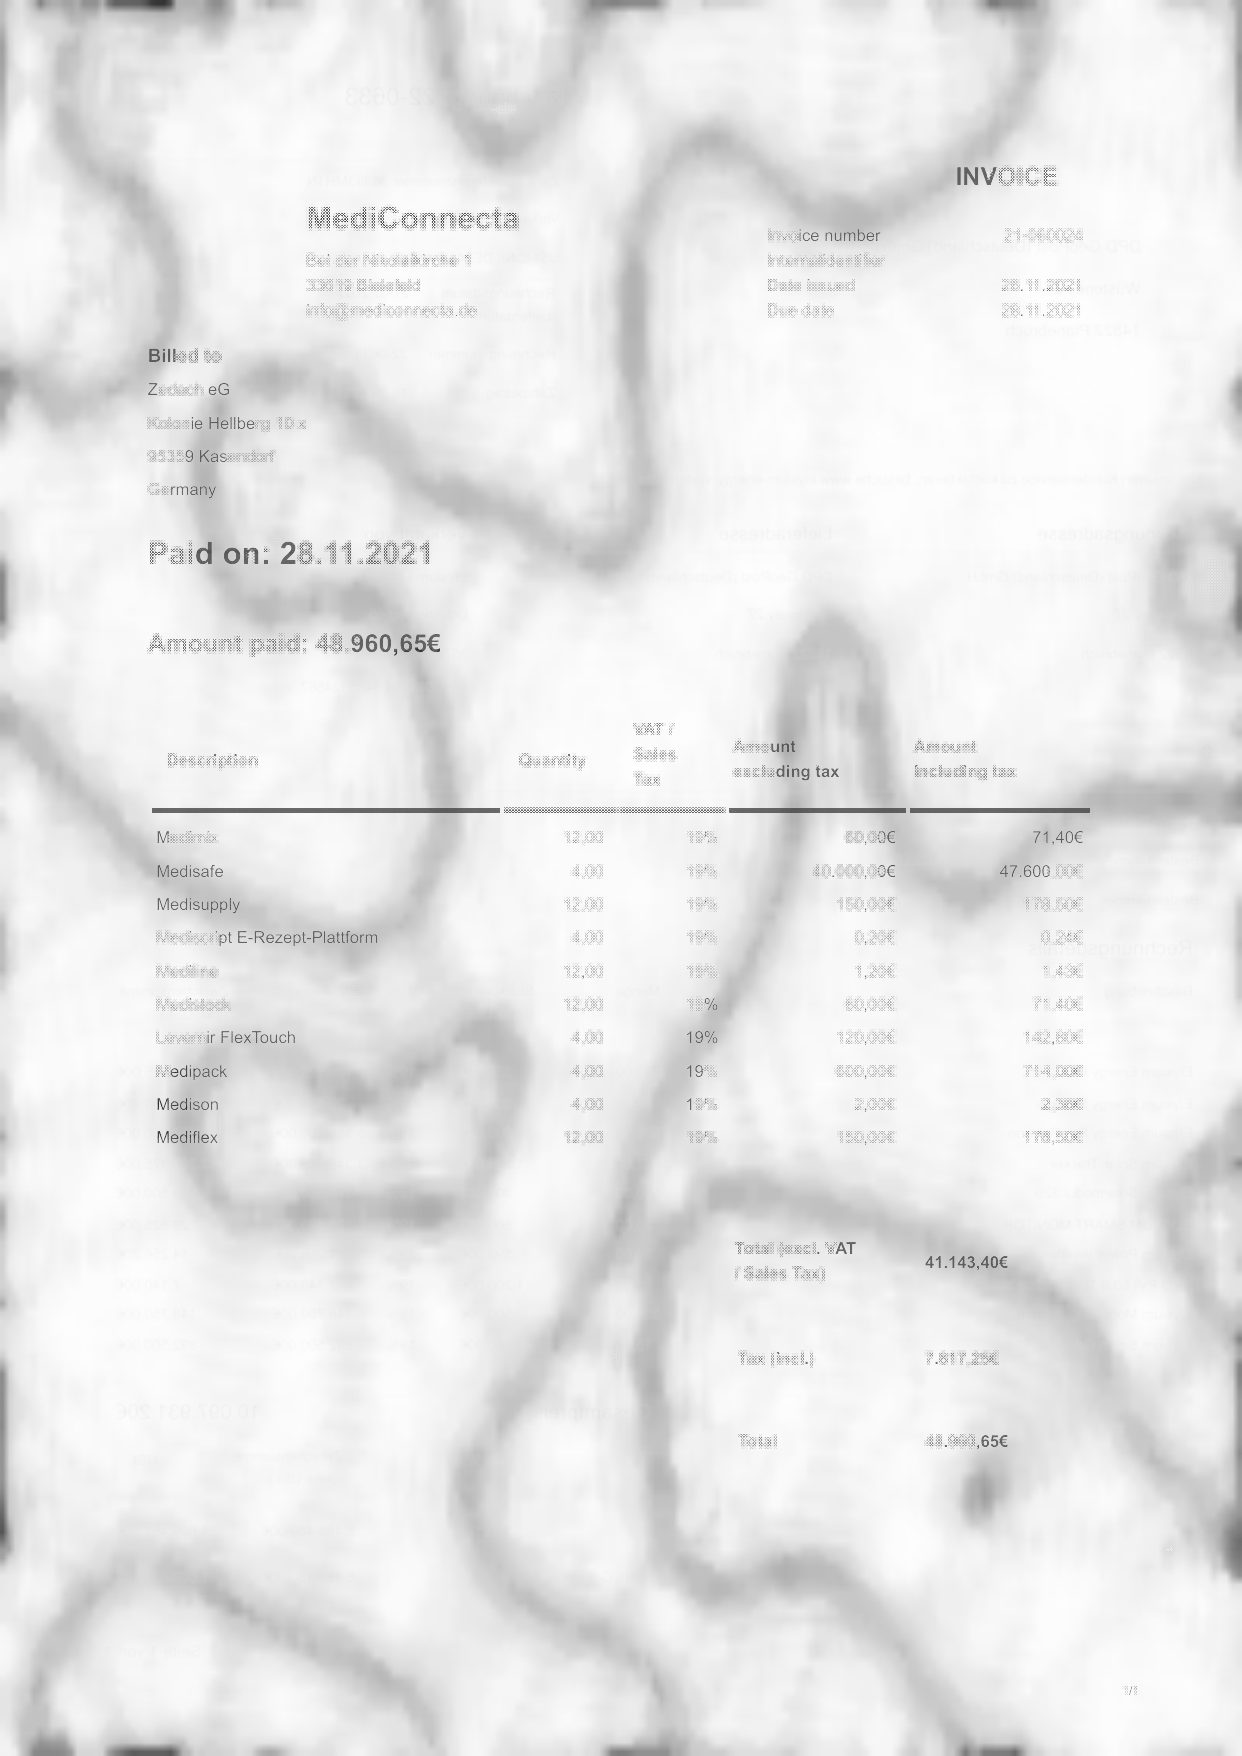 INVOICE
MediConnecta
Bei der Nikolaikirche 1
33619 Bielefeld
info@mediconnecta.de
Invoice number 21-060024
Date issued 28.11.2021
Due date 28.11.2021
Billed to
Zedach eG
Kolonie Hellberg 10 x
95359 Kasendorf
Germany
Paid on: 28.11.2021
Amount paid: 48.960,65€
Description Quantity VAT / Sales Tax Amount excluding tax Amount including tax
Medimix 12,00 19% 60,00€ 71,40€
Medisafe 4,00 19% 40.000,00€ 47.600,00€
Medisupply 12,00 19% 150,00€ 178,50€
Mediscript E-Rezept-Plattform 4,00 19% 0,20€ 0,24€
Medline 12,00 19% 1,20€ 1,43€
Medistock 12,00 19% 60,00€ 71,40€
Levemir FlexTouch 4,00 19% 120,00€ 142,80€
Medipack 4,00 19% 600,00€ 714,00€
Medison 4,00 19% 2,00€ 2,38€
Mediflex 12,00 19% 150,00€ 178,50€
Total (excl. VAT / Sales Tax) 41.143,40€
Tax (incl.) 7.817,25€
Total 48.960,65€
1/1